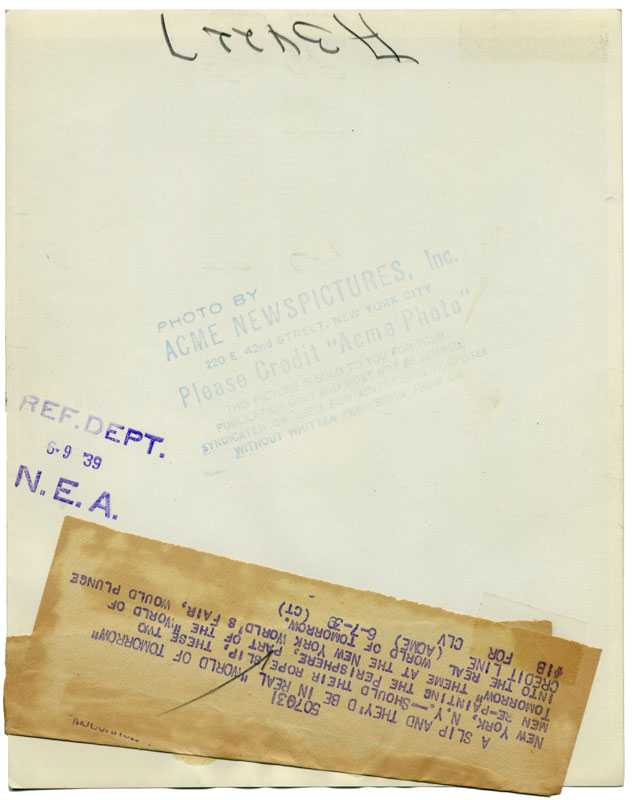 #34227
PHOTO BY
ACME NEWSPICTURES, Inc.
220 E. 42nd STREET, NEW YORK CITY
Please Credit "Acme Photo"
THIS PICTURE IS SOLD TO YOU FOR YOUR
PUBLICATION ONLY AND MUST NOT BE LOANED,
SYNDICATED OR USED FOR ADVERTISING PURPOSES
WITHOUT WRITTEN PERMISSION FROM US.
REF. DEPT.
6-9 '39
N.E.A.
507031
A SLIP AND THEY'D BE IN REAL "WORLD OF TOMORROW"
NEW YORK, N.Y.--SHOULD THEIR ROPE SLIP, THESE TWO
MEN RE-PAINTING THE PERISPHERE, PART OF THE "WORLD OF
TOMORROW" THEME AT THE NEW YORK WORLD'S FAIR, WOULD PLUNGE
INTO THE REAL WORLD OF TOMORROW.
CREDIT LINE (ACME) 6-7-39 (CT)
#1B FOR CLV